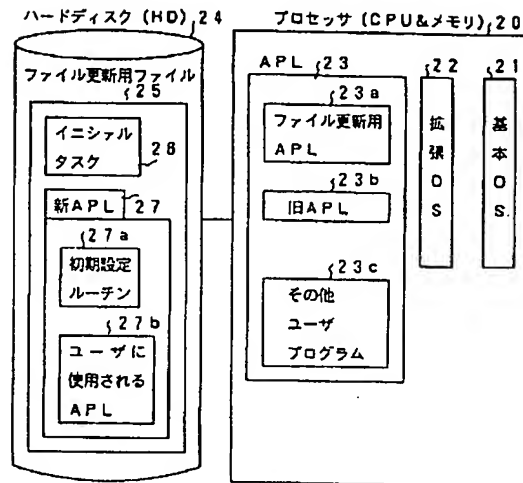 ハードディスク(HD) 24
ファイル更新用ファイル
25
イニシャル
タスク 26
新APL 27
27a
初期設定
ルーチン
27b
ユーザに
使用される
APL
プロセッサ(CPU&メモリ) 20
APL 23
23a
ファイル更新用
APL
23b
旧APL
23c
その他
ユーザ
プログラム
22
拡張OS
21
基本OS